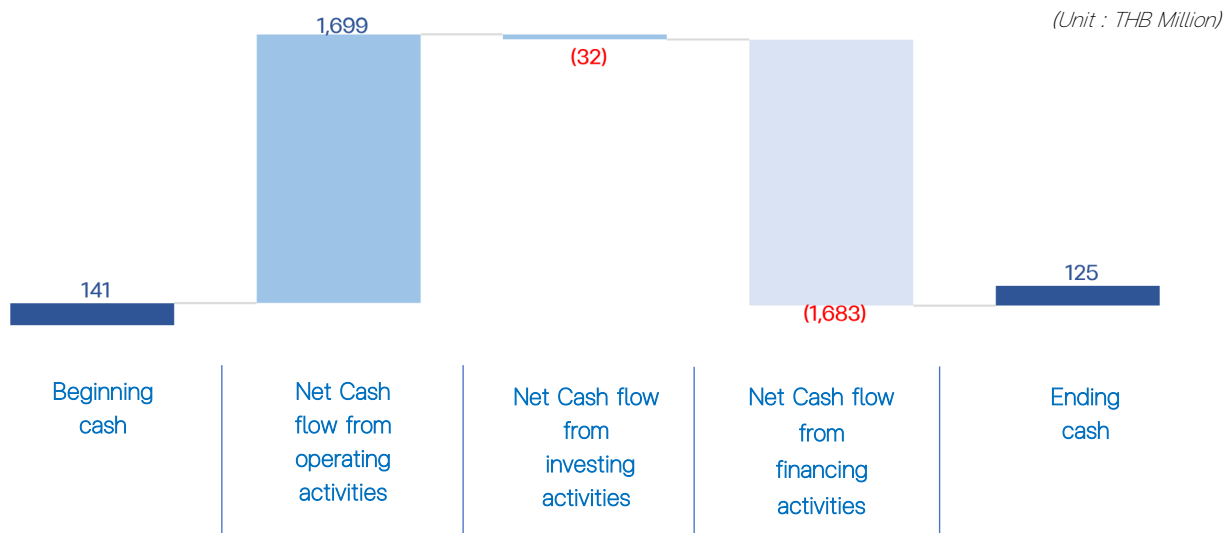 (Unit : THB Million)
1,699
(32)
141
(1,683)
125
Beginning
cash
Net Cash
flow from
operating
activities
Net Cash flow
from
investing
activities
Net Cash flow
from
financing
activities
Ending
cash